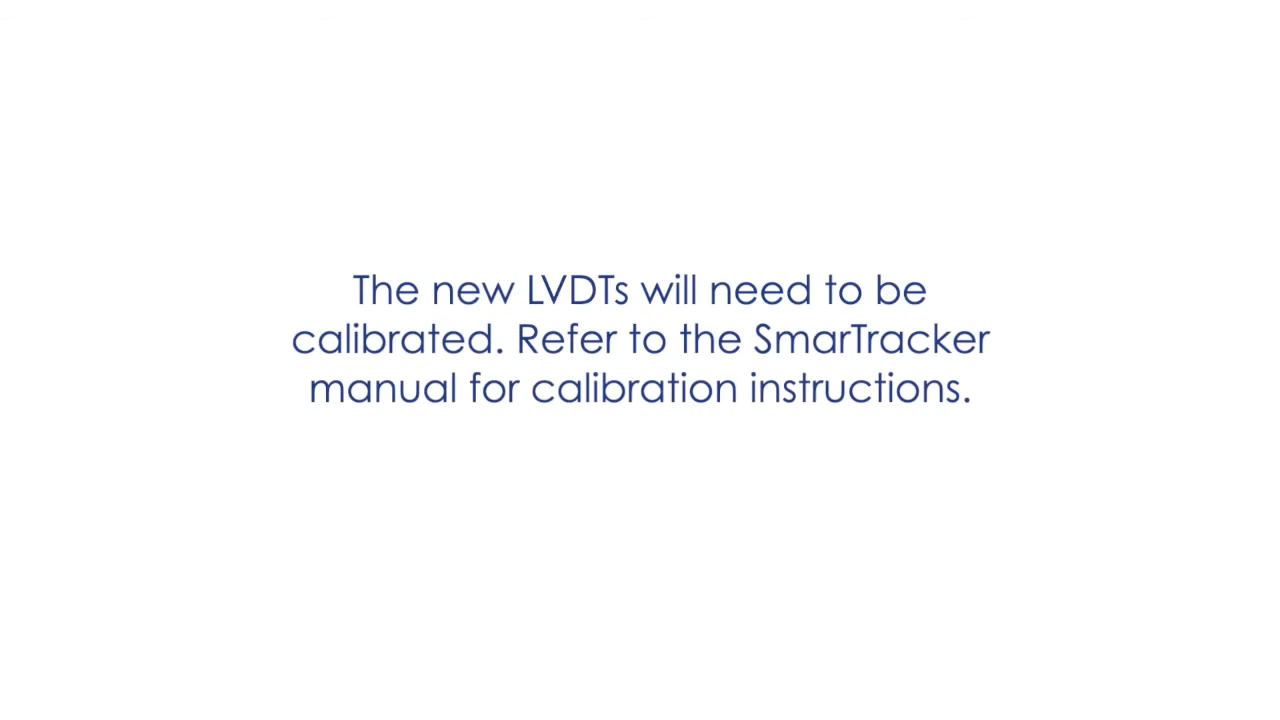 The new LVDTs will need to be
calibrated. Refer to the SmarTracker
manual for calibration instructions.